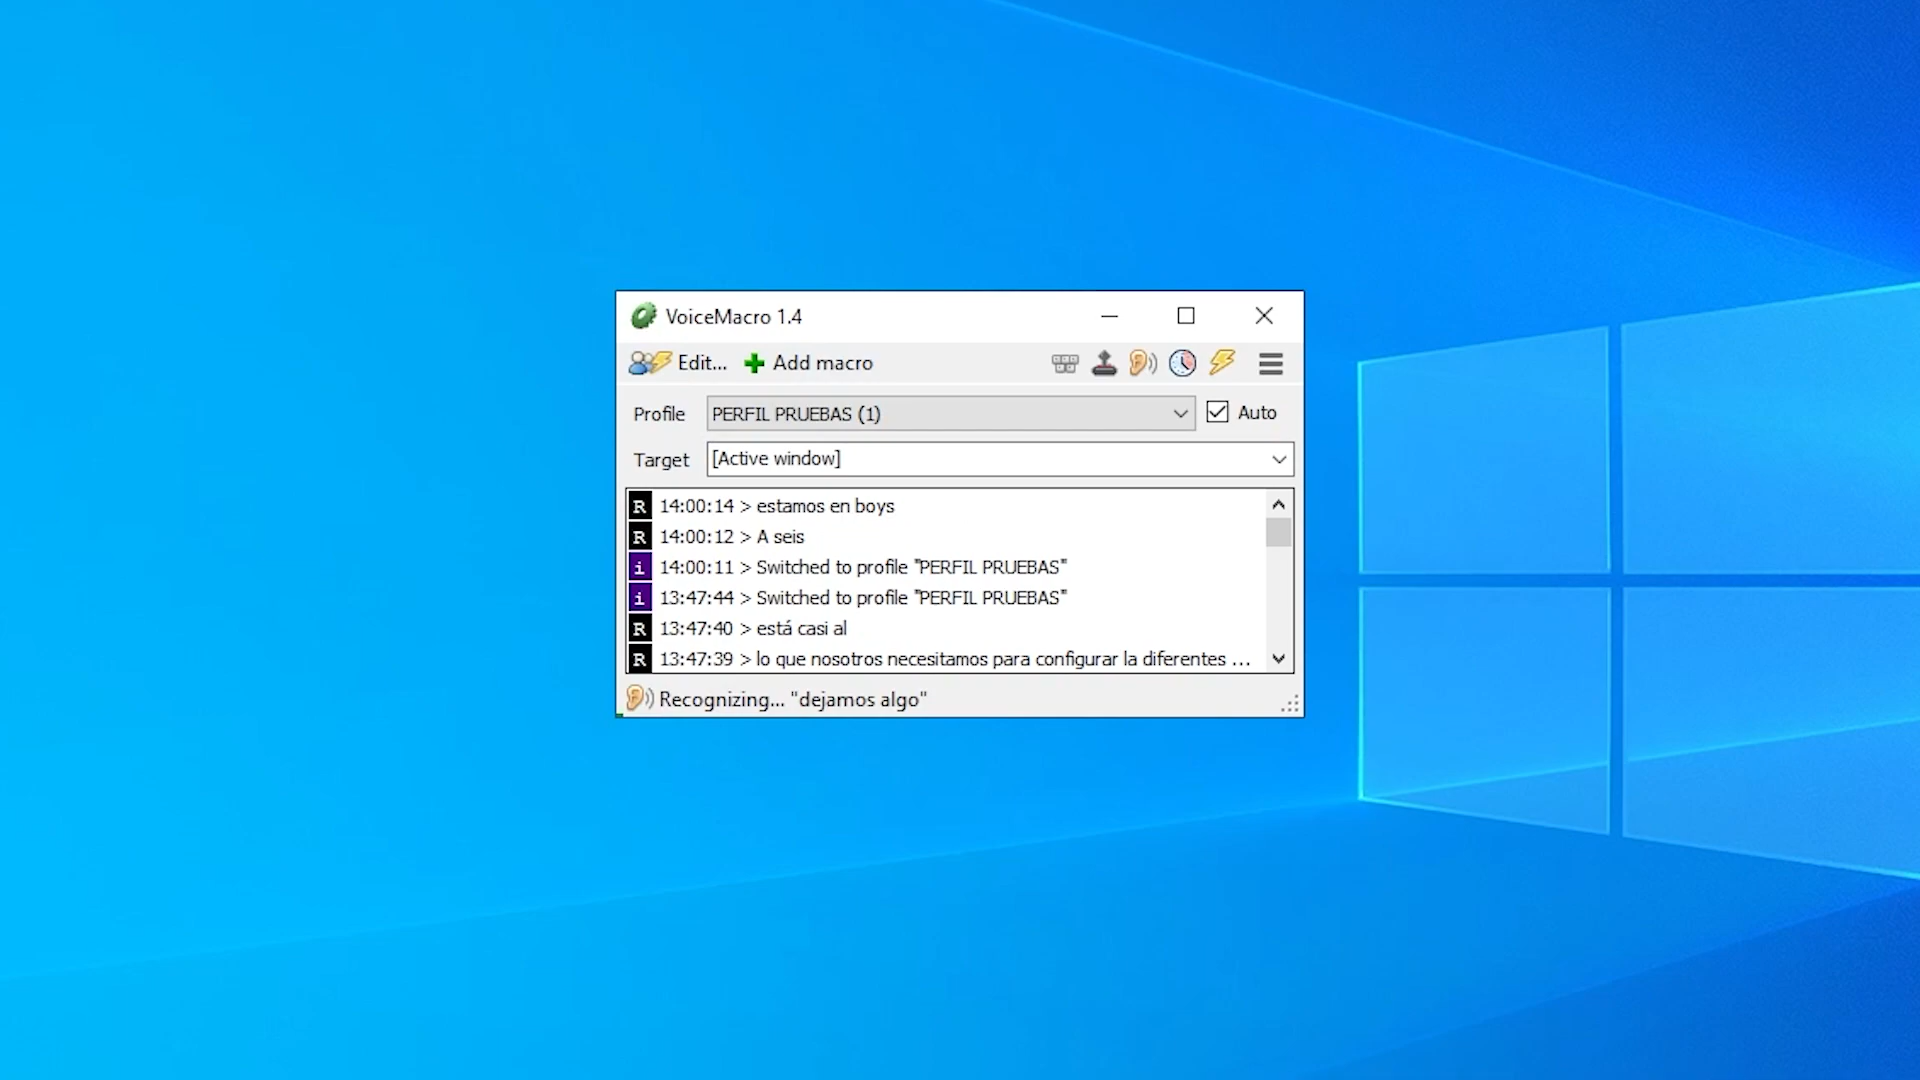 VoiceMacro 1.4
Edit... Add macro
Profile PERFIL PRUEBAS (1) Auto
Target [Active window]
R 14:00:14 > estamos en boys
R 14:00:12 > A seis
i 14:00:11 > Switched to profile "PERFIL PRUEBAS"
i 13:47:44 > Switched to profile "PERFIL PRUEBAS"
R 13:47:40 > está casi al
R 13:47:39 > lo que nosotros necesitamos para configurar la diferentes ...
Recognizing... "dejamos algo"